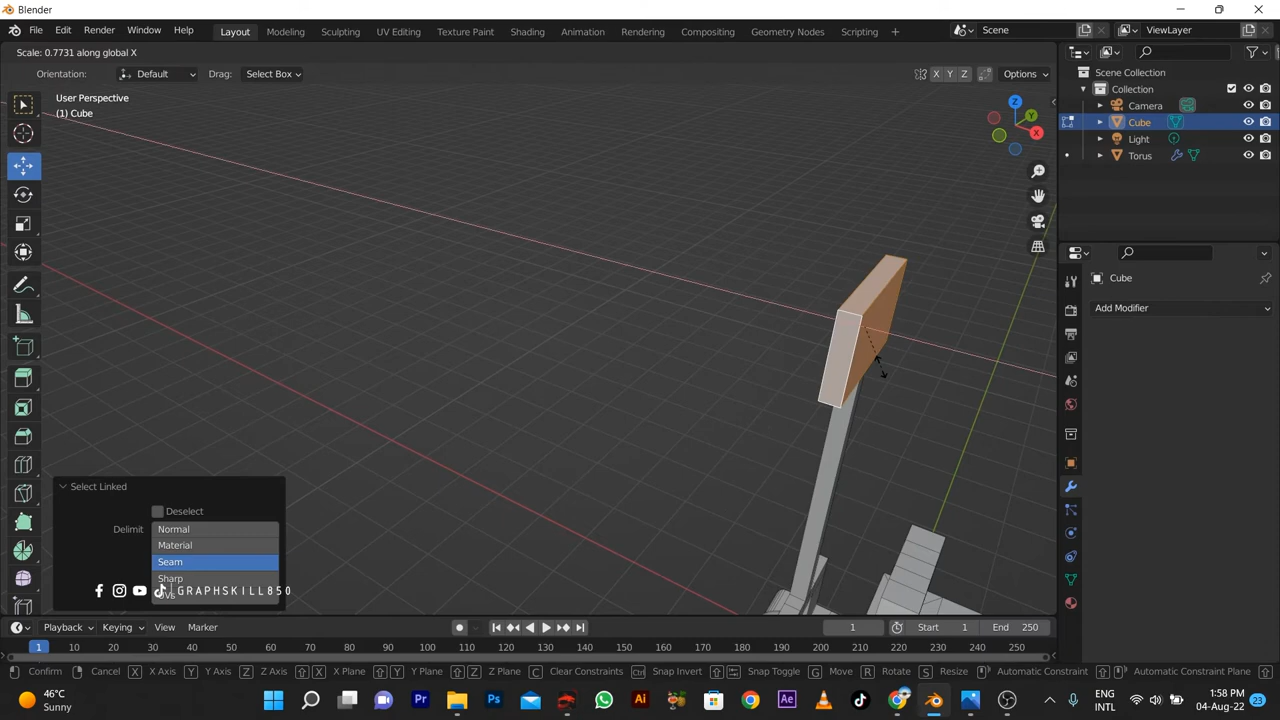 Blender
File Edit Render Window Help Layout Modeling Sculpting UV Editing Texture Paint Shading Animation Rendering Compositing Geometry Nodes Scripting + Scene ViewLayer
Scale: 0.7731 along global X
Orientation: Default Drag: Select Box X Y Z Options
User Perspective
(1) Cube
Z
Y
X
Scene Collection
Collection
Camera
Cube
Light
Torus
Cube
Add Modifier
Select Linked
Deselect
Delimit Normal
Material
Seam
Sharp
GRAPHSKILL850
Playback Keying View Marker 1 Start 1 End 250
1 10 20 30 40 50 60 70 80 90 100 110 120 130 140 150 160 170 180 190 200 210 220 230 240 250
Confirm Cancel X X Axis Y Y Axis Z Z Axis X X Plane Y Y Plane Z Z Plane C Clear Constraints Ctrl Snap Invert Snap Toggle G Move R Rotate S Resize Automatic Constraint Automatic Constraint Plane
46°C
Sunny
Pr Ps Ai Ae
ENG
INTL
1:58 PM
04-Aug-22
23